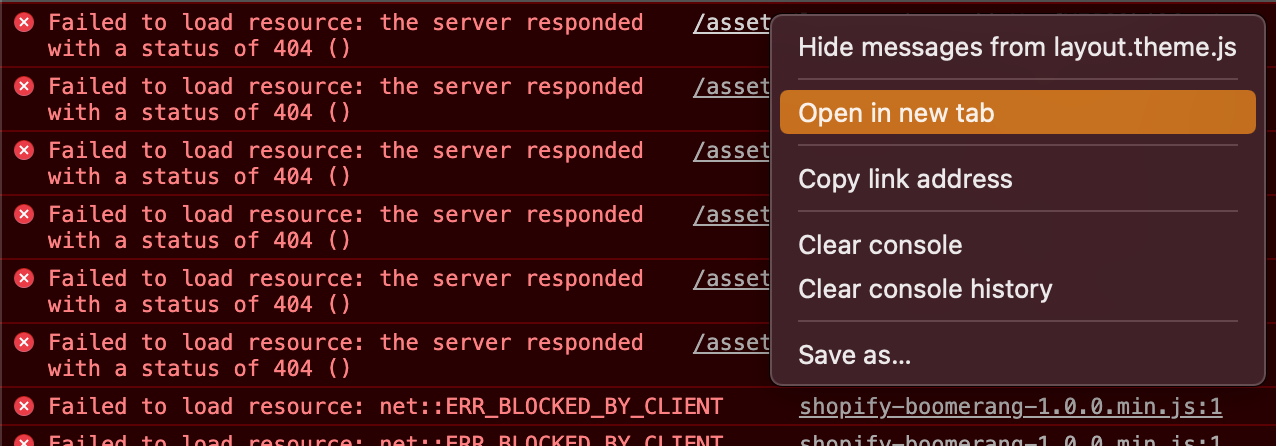 Failed to load resource: the server responded /asset
with a status of 404 ()
Failed to load resource: the server responded /asset
with a status of 404 ()
Failed to load resource: the server responded /asset
with a status of 404 ()
Failed to load resource: the server responded /asset
with a status of 404 ()
Failed to load resource: the server responded /asset
with a status of 404 ()
Failed to load resource: the server responded /asset
with a status of 404 ()
Failed to load resource: net::ERR_BLOCKED_BY_CLIENT shopify-boomerang-1.0.0.min.js:1
Failed to load resource: net::ERR_BLOCKED_BY_CLIENT shopify-boomerang-1.0.0.min.js:1
Hide messages from layout.theme.js
Open in new tab
Copy link address
Clear console
Clear console history
Save as...